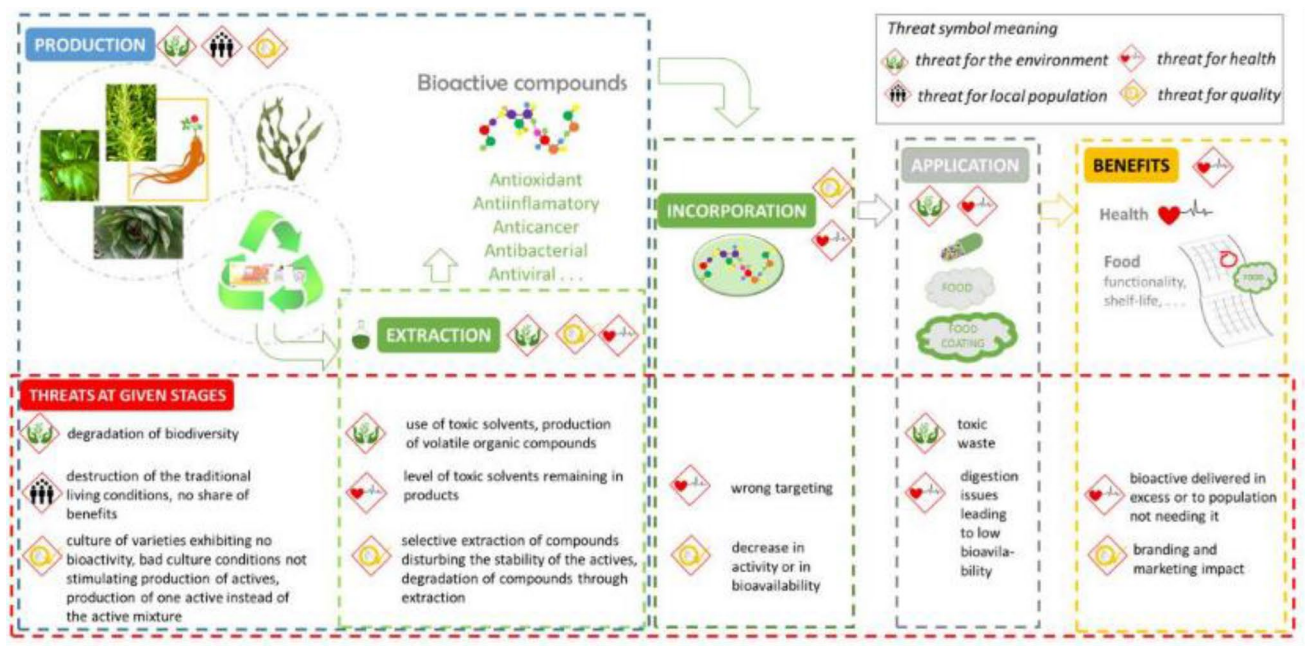 PRODUCTION
Bioactive compounds
Antioxidant
Antiinflamatory
Anticancer
Antibacterial
Antiviral . . .
EXTRACTION
Threat symbol meaning
threat for the environment
threat for health
threat for local population
threat for quality
INCORPORATION
APPLICATION
FOOD
FOOD
COATING
BENEFITS
Health
Food
functionality,
shelf-life, . . .
FOOD
THREATS AT GIVEN STAGES
degradation of biodiversity
destruction of the traditional
living conditions, no share of
benefits
culture of varieties exhibiting no
bioactivity, bad culture conditions not
stimulating production of actives,
production of one active instead of
the active mixture
use of toxic solvents, production
of volatile organic compounds
level of toxic solvents remaining in
products
selective extraction of compounds
disturbing the stability of the actives,
degradation of compounds through
extraction
wrong targeting
decrease in
activity or in
bioavailability
toxic
waste
digestion
issues
leading
to low
bioavila-
bility
bioactive delivered in
excess or to population
not needing it
branding and
marketing impact